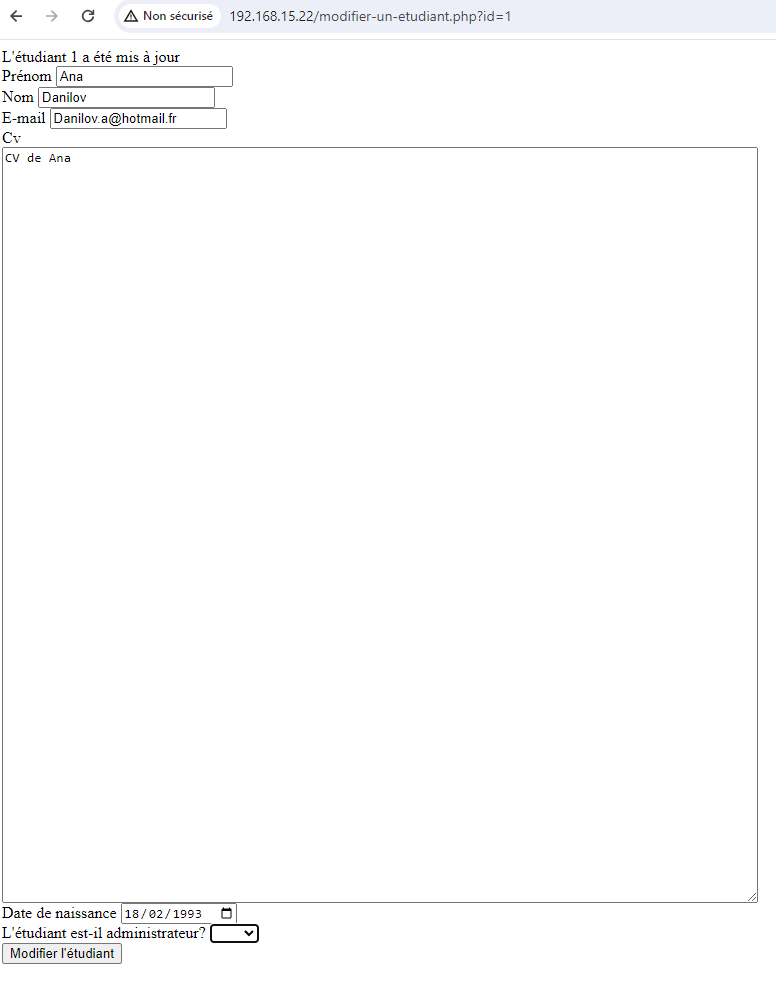 Non sécurisé 192.168.15.22/modifier-un-etudiant.php?id=1
L'étudiant 1 a été mis à jour
Prénom Ana
Nom Danilov
E-mail Danilov.a@hotmail.fr
Cv
CV de Ana
Date de naissance 18/02/1993
L'étudiant est-il administrateur?
Modifier l'étudiant